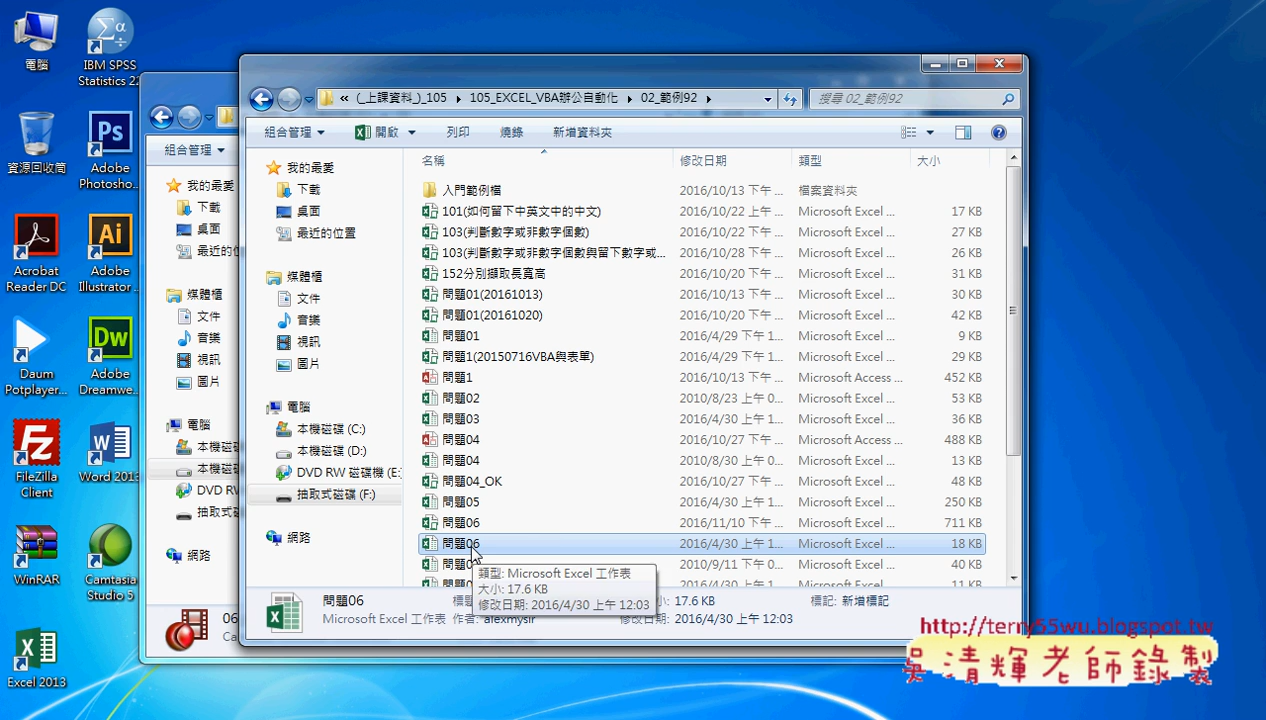 電腦
IBM SPSS
Statistics 22
資源回收筒
Adobe
Photosho...
Acrobat
Reader DC
Adobe
Illustrator ...
Daum
Potplayer...
Adobe
Dreamwe...
FileZilla
Client
Word 2013
WinRAR
Camtasia
Studio 5
Excel 2013
組合管理
我的最愛
下載
桌面
最近的位
媒體櫃
文件
音樂
視訊
圖片
電腦
本機磁碟
本機磁碟
DVD RW
抽取式磁
網路
« (_上課資料_)_105 ▸ 105_EXCEL_VBA辦公自動化 ▸ 02_範例92 ▸
搜尋 02_範例92
組合管理 開啟 列印 燒錄 新增資料夾
我的最愛
下載
桌面
最近的位置
媒體櫃
文件
音樂
視訊
圖片
電腦
本機磁碟 (C:)
本機磁碟 (D:)
DVD RW 磁碟機 (E:)
抽取式磁碟 (F:)
網路
名稱 修改日期 類型 大小
入門範例檔 2016/10/13 下午 ... 檔案資料夾
101(如何留下中英文中的中文) 2016/10/22 上午 ... Microsoft Excel ... 17 KB
103(判斷數字或非數字個數) 2016/10/22 上午 ... Microsoft Excel ... 27 KB
103(判斷數字或非數字個數與留下數字或... 2016/10/28 上午 ... Microsoft Excel ... 26 KB
152分別擷取長寬高 2016/10/20 上午 ... Microsoft Excel ... 31 KB
問題01(20161013) 2016/10/13 下午 ... Microsoft Excel ... 30 KB
問題01(20161020) 2016/10/20 下午 ... Microsoft Excel ... 42 KB
問題01 2016/4/29 下午 1... Microsoft Excel ... 9 KB
問題1(20150716VBA與表單) 2016/4/29 下午 1... Microsoft Excel ... 29 KB
問題1 2016/10/13 下午 ... Microsoft Access ... 452 KB
問題02 2010/8/23 上午 0... Microsoft Excel ... 53 KB
問題03 2016/4/30 上午 1... Microsoft Excel ... 36 KB
問題04 2016/10/27 下午 ... Microsoft Access ... 488 KB
問題04 2010/8/30 上午 0... Microsoft Excel ... 13 KB
問題04_OK 2016/10/27 下午 ... Microsoft Excel ... 48 KB
問題05 2016/4/30 上午 1... Microsoft Excel ... 250 KB
問題06 2016/11/10 下午 ... Microsoft Excel ... 711 KB
問題06 2016/4/30 上午 1... Microsoft Excel ... 18 KB
2010/9/11 下午 0... Microsoft Excel ... 40 KB
2016/4/30 上午 1... Microsoft Excel ... 11 KB
類型: Microsoft Excel 工作表
大小: 17.6 KB
修改日期: 2016/4/30 上午 12:03
問題06 17.6 KB 標記: 新增標記
Microsoft Excel 工作表 作者: alexmysir 修改日期: 2016/4/30 上午 12:03
http://terry55wu.blogspot.tw
吳清輝老師錄製